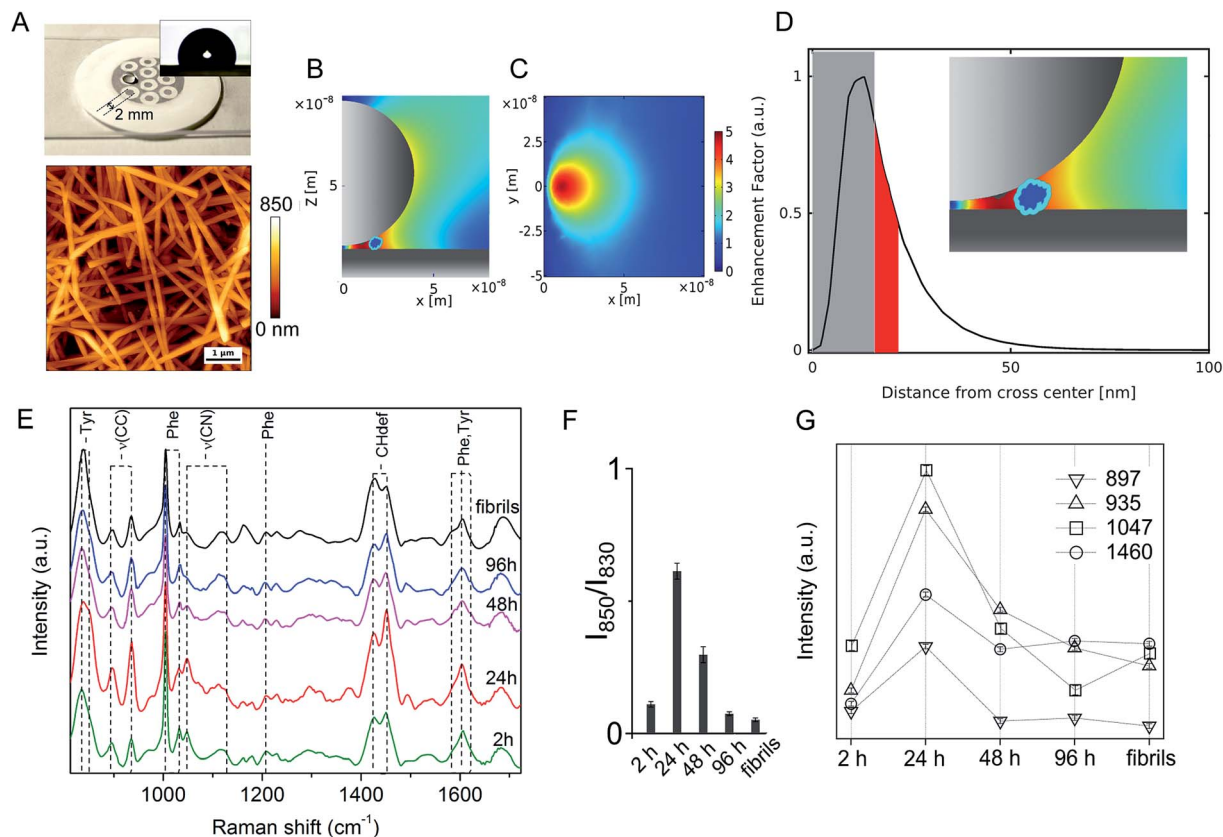 A
2 mm
850
0 nm
1 µm
B
×10⁻⁸
Z [m]
5
0
5
×10⁻⁸
x [m]
C
×10⁻⁸
5
2.5
0
-2.5
-5
y [m]
0
5
10
×10⁻⁸
x [m]
5
4
3
2
1
0
D
Enhancement Factor (a.u.)
1
0.5
0
0
50
100
Distance from cross center [nm]
E
Tyr
ν(CC)
Phe
ν(CN)
Phe
CHdef
Phe,Tyr
fibrils
96h
48h
24h
2h
Intensity (a.u.)
1000
1200
1400
1600
Raman shift (cm⁻¹)
F
I850/I830
1
0
2 h
24 h
48 h
96 h
fibrils
G
897
935
1047
1460
Intensity (a.u.)
2 h
24 h
48 h
96 h
fibrils